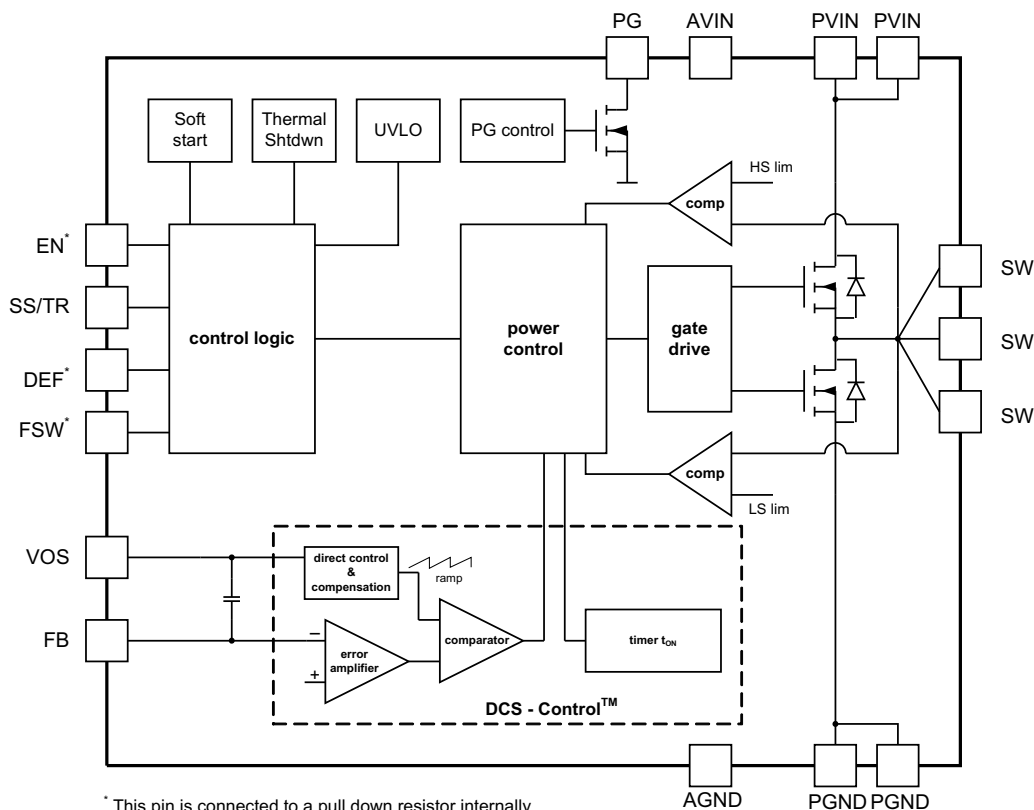 PG
AVIN
PVIN
PVIN
Soft
start
Thermal
Shtdwn
UVLO
PG control
HS lim
comp
EN*
SS/TR
DEF*
FSW*
control logic
power
control
gate
drive
SW
SW
SW
comp
LS lim
VOS
FB
direct control
&
compensation
ramp
−
+
error
amplifier
comparator
timer tON
DCS - Control™
AGND
PGND
PGND
* This pin is connected to a pull down resistor internally